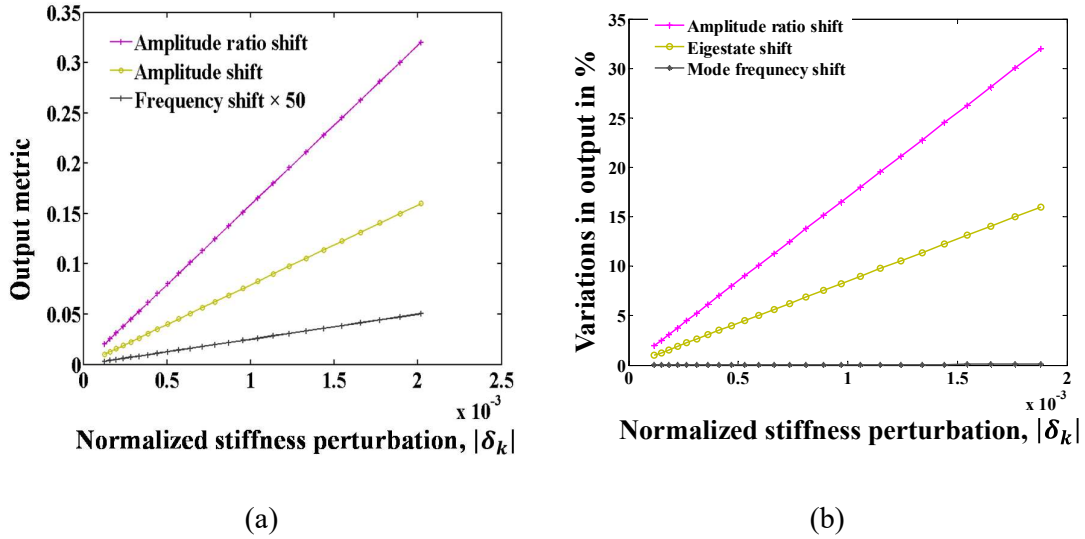 Output metric
0.35
0.3
0.25
0.2
0.15
0.1
0.05
0
Amplitude ratio shift
Amplitude shift
Frequency shift × 50
0 0.5 1 1.5 2 2.5
x 10⁻³
Normalized stiffness perturbation, |δₖ|
(a)
Variations in output in %
35
30
25
20
15
10
5
0
Amplitude ratio shift
Eigestate shift
Mode frequnecy shift
0 0.5 1 1.5 2
x 10⁻³
Normalized stiffness perturbation, |δₖ|
(b)